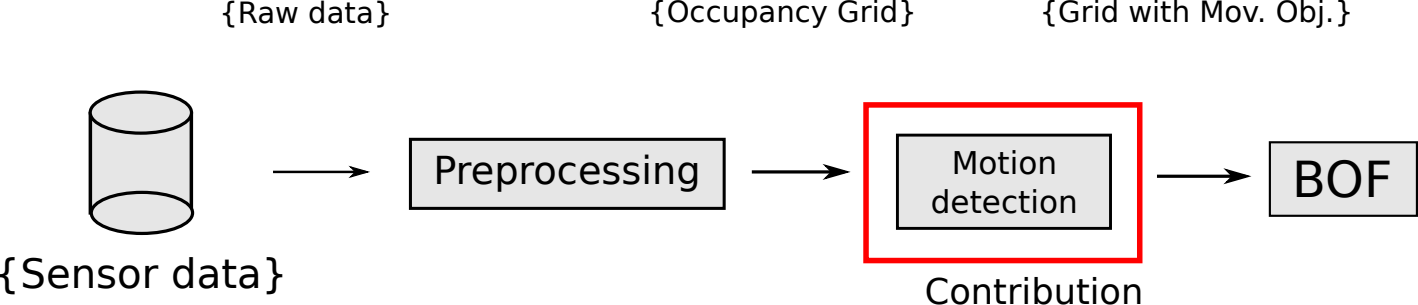 {Raw data}
{Occupancy Grid}
{Grid with Mov. Obj.}
Preprocessing
Motion
detection
BOF
{Sensor data}
Contribution